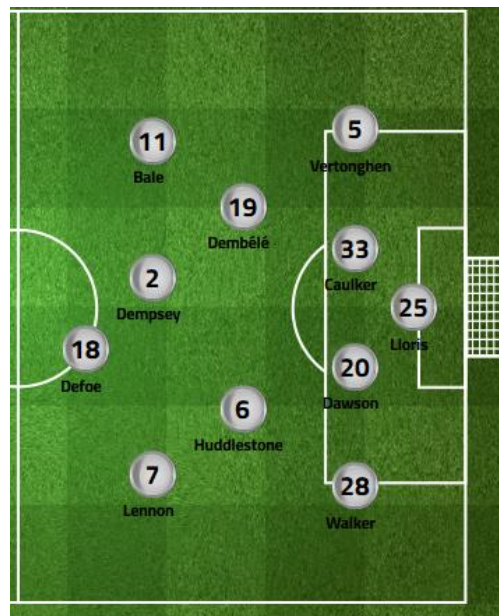 11
Bale
5
Vertonghen
19
Dembélé
33
Caulker
2
Dempsey
25
Lloris
18
Defoe
20
Dawson
6
Huddlestone
7
Lennon
28
Walker